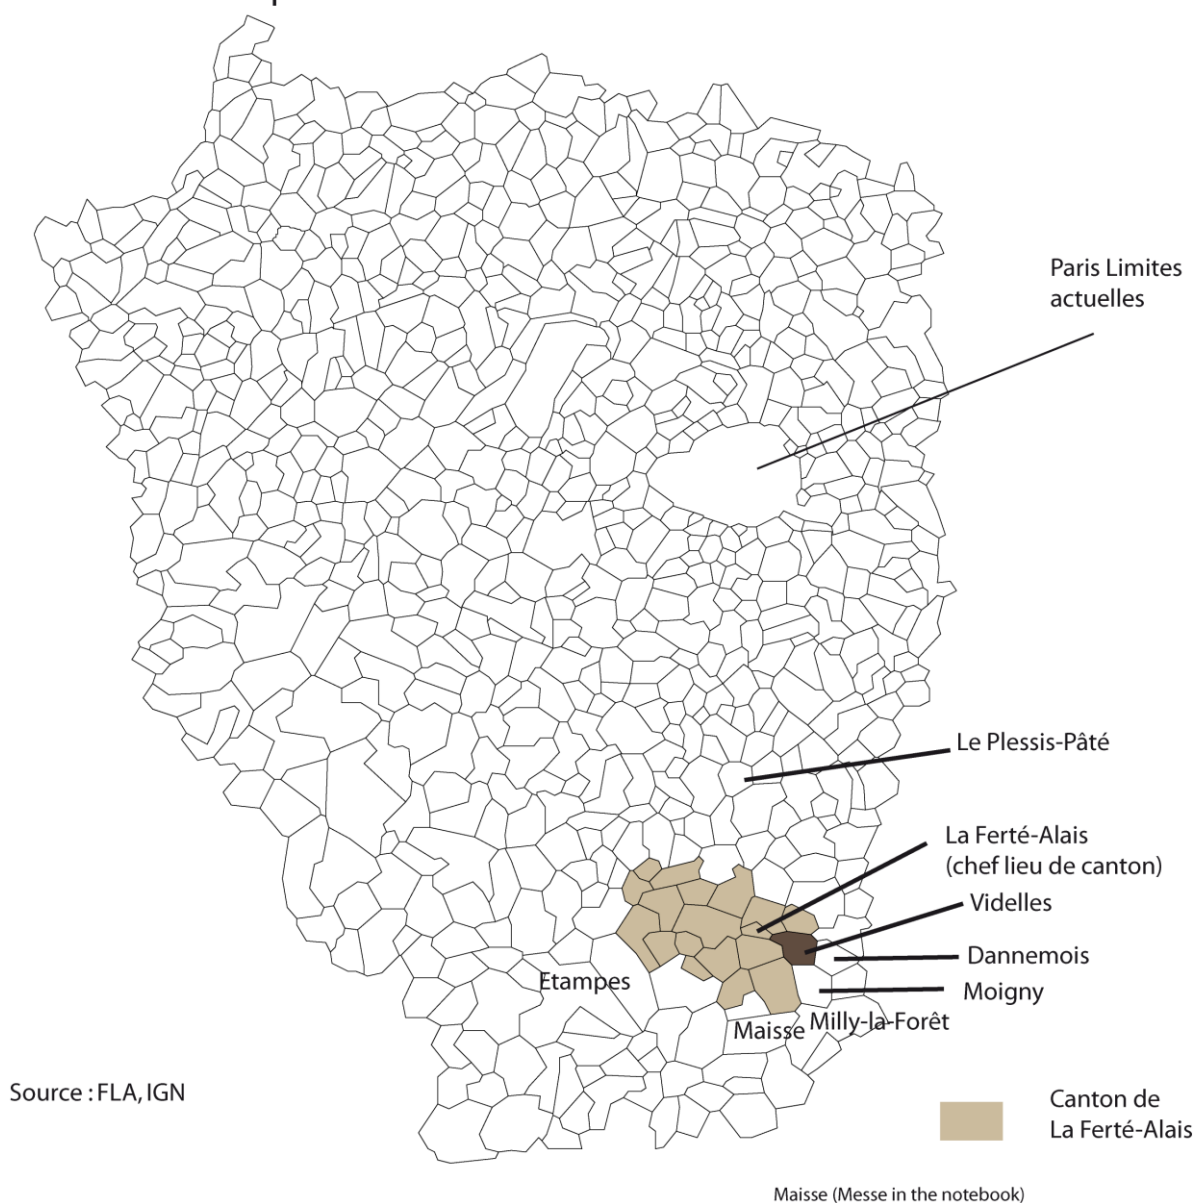 Paris Limites
actuelles
Le Plessis-Pâté
La Ferté-Alais
(chef lieu de canton)
Videlles
Dannemois
Etampes
Moigny
Maisse
Milly-la-Forêt
Source : FLA, IGN
Canton de
La Ferté-Alais
Maisse (Messe in the notebook)